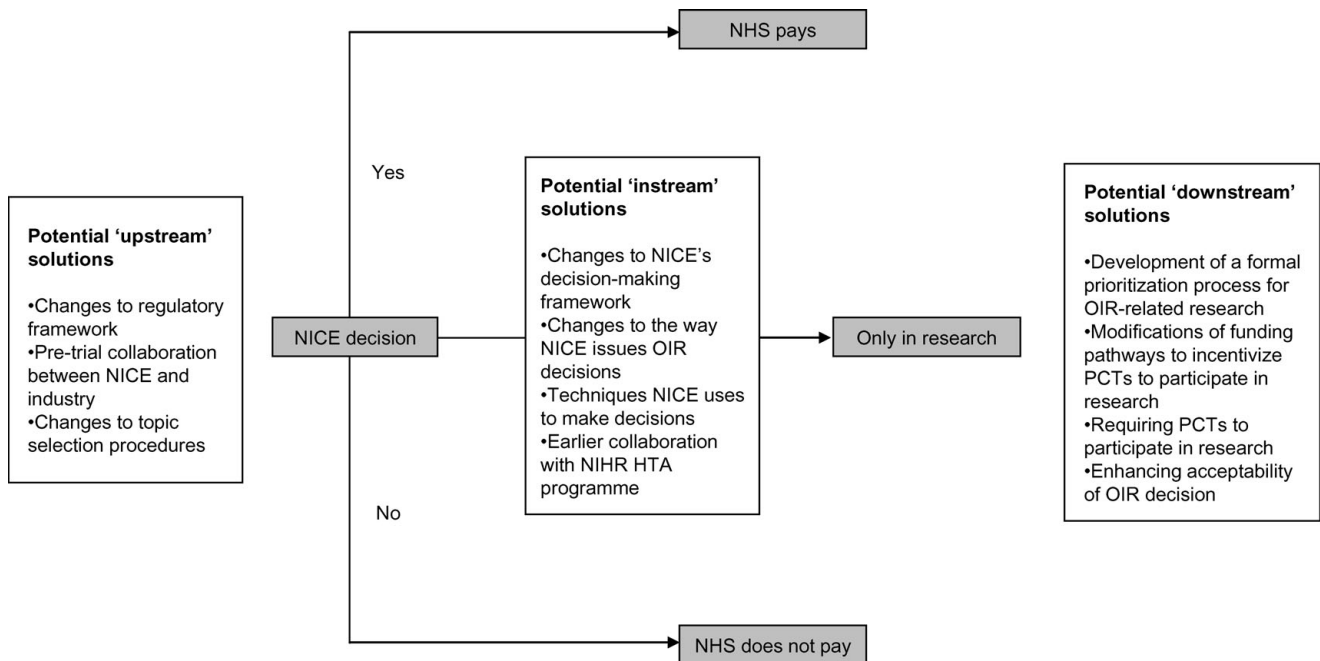 NHS pays
Yes
Potential ‘upstream’
solutions
•Changes to regulatory
framework
•Pre-trial collaboration
between NICE and
industry
•Changes to topic
selection procedures
NICE decision
Potential ‘instream’
solutions
•Changes to NICE’s
decision-making
framework
•Changes to the way
NICE issues OIR
decisions
•Techniques NICE uses
to make decisions
•Earlier collaboration
with NIHR HTA
programme
Only in research
Potential ‘downstream’
solutions
•Development of a formal
prioritization process for
OIR-related research
•Modifications of funding
pathways to incentivize
PCTs to participate in
research
•Requiring PCTs to
participate in research
•Enhancing acceptability
of OIR decision
No
NHS does not pay